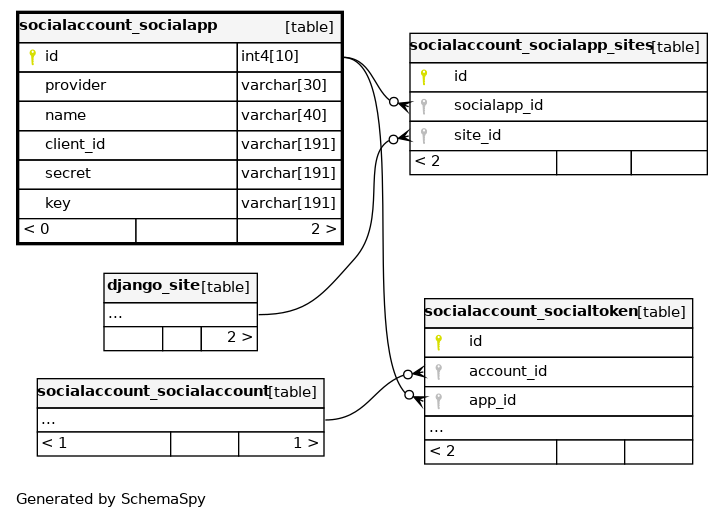 socialaccount_socialapp [table]
id int4[10]
provider varchar[30]
name varchar[40]
client_id varchar[191]
secret varchar[191]
key varchar[191]
< 0 2 >
socialaccount_socialapp_sites [table]
id
socialapp_id
site_id
< 2
django_site [table]
...
2 >
socialaccount_socialtoken [table]
id
account_id
app_id
...
< 2
socialaccount_socialaccount [table]
...
< 1 1 >
Generated by SchemaSpy